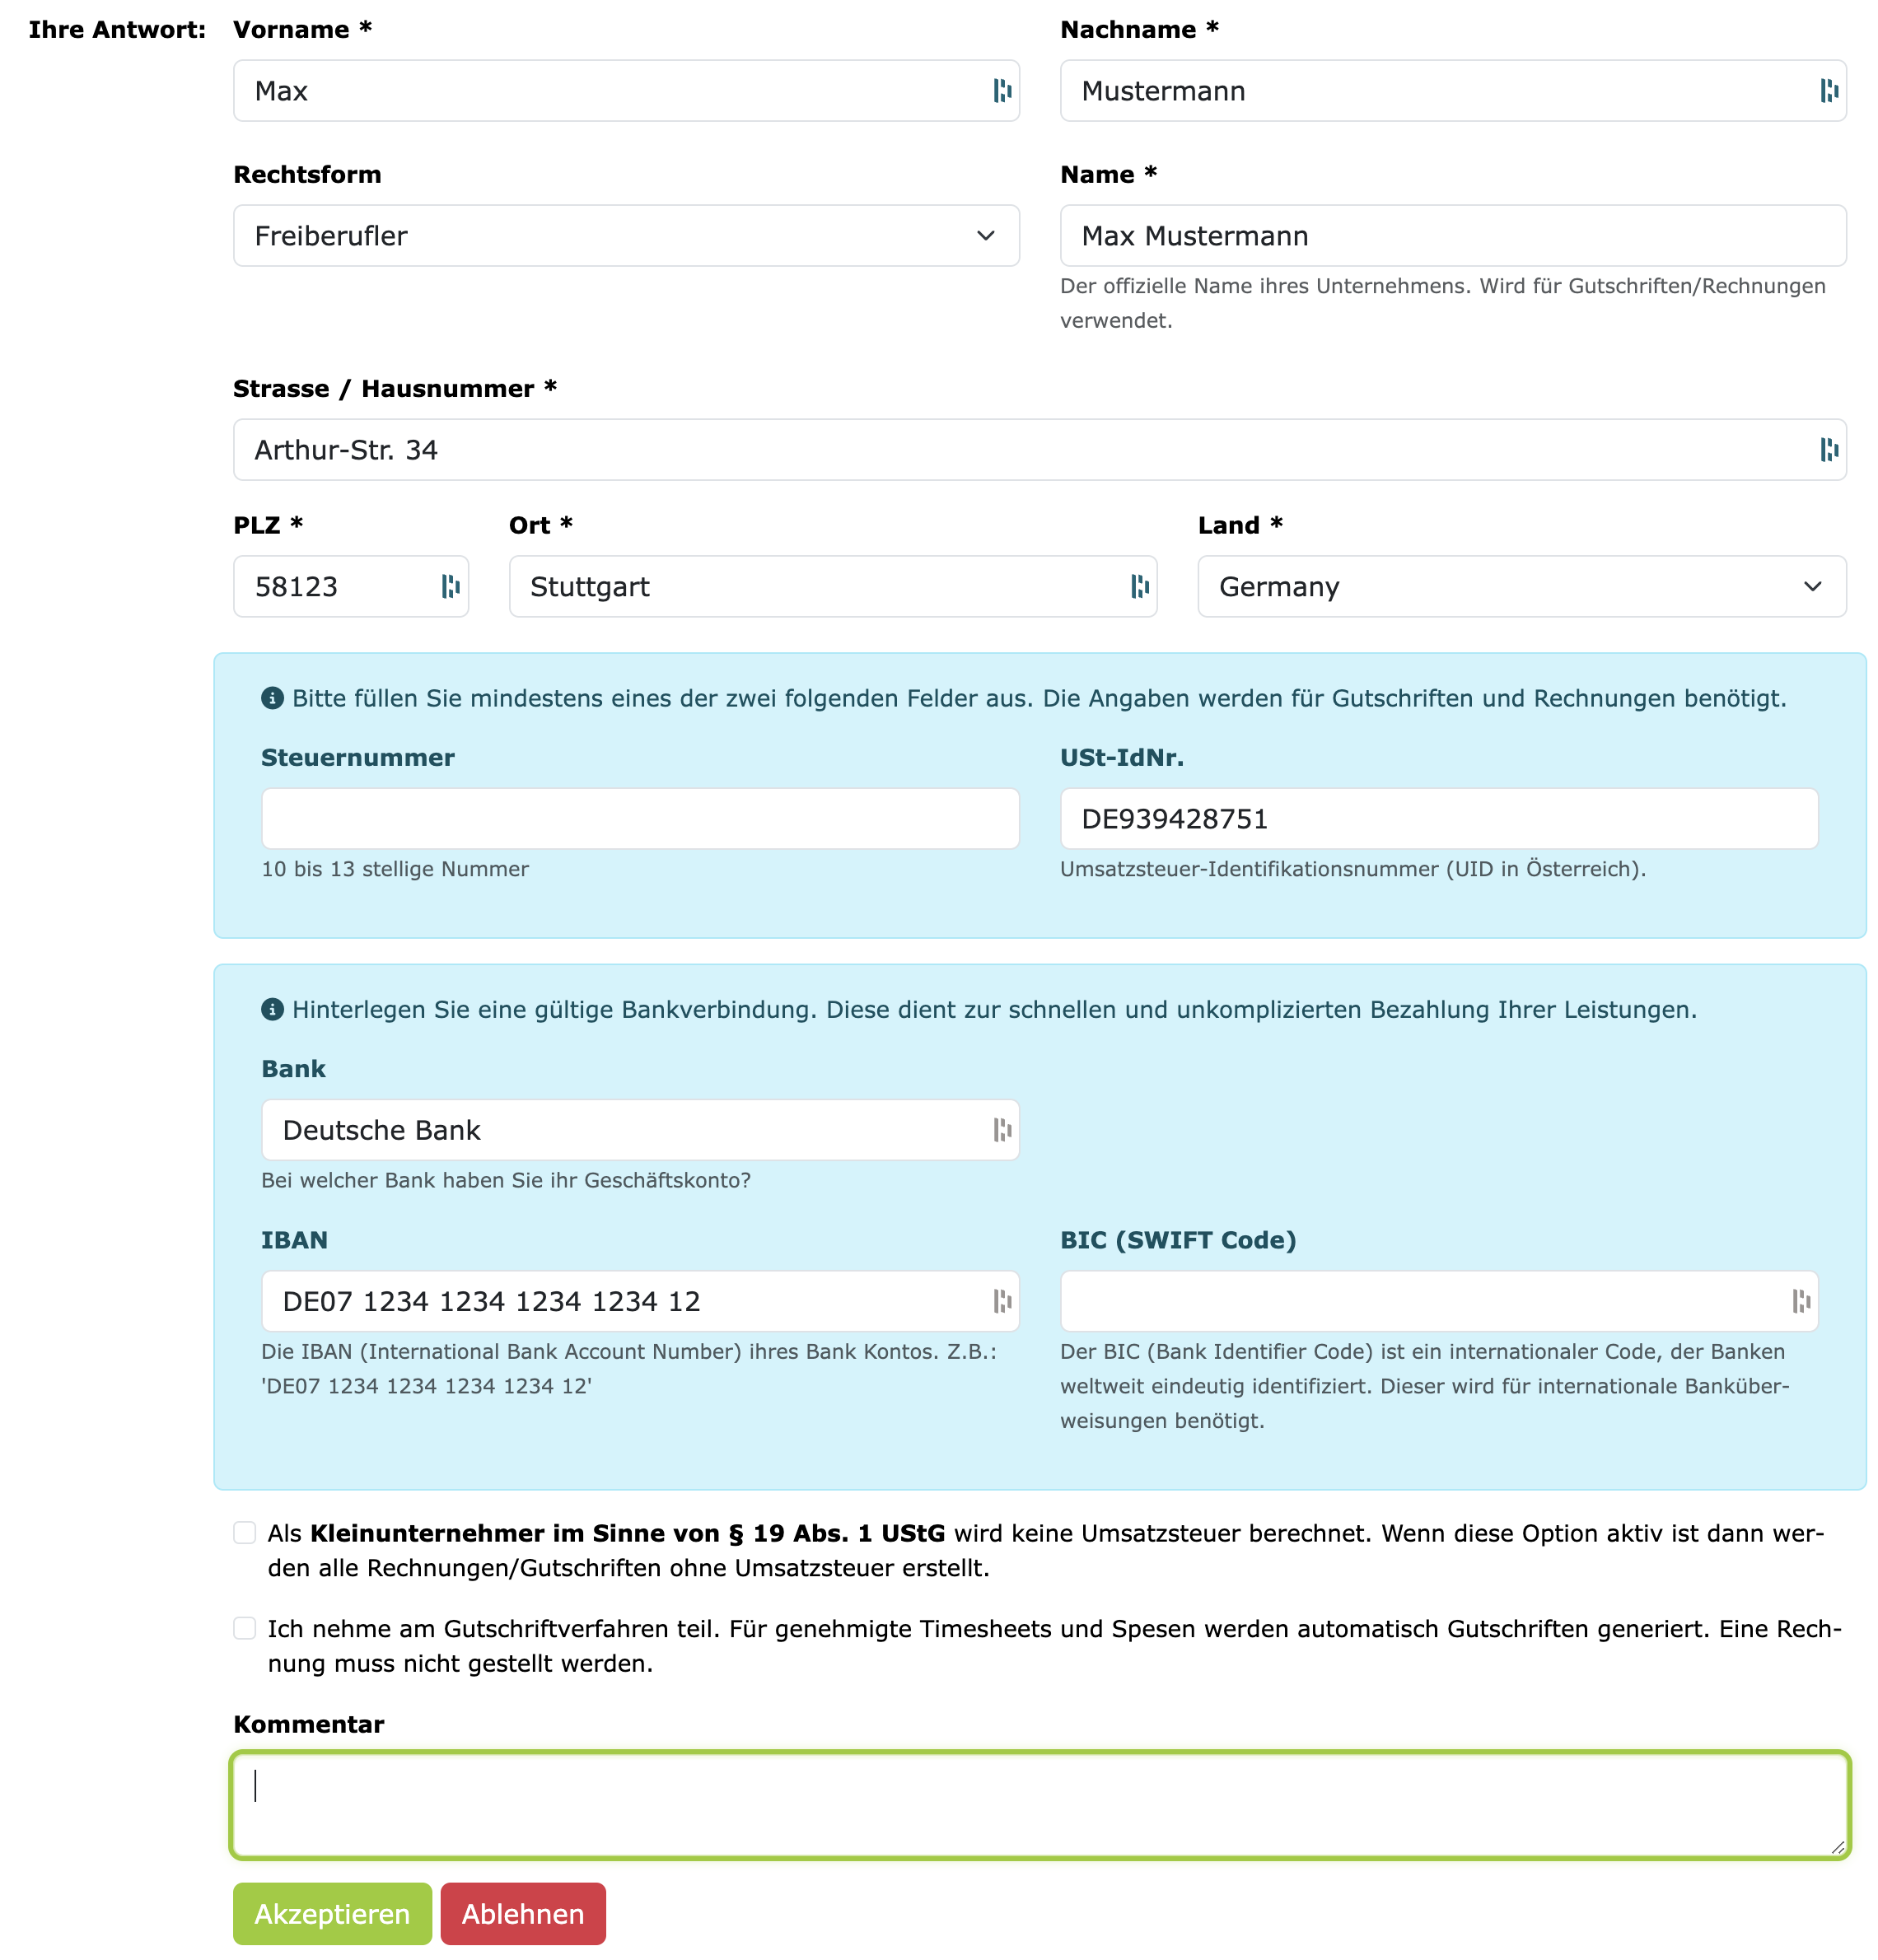 Ihre Antwort:
Vorname *
Nachname *
Max
Mustermann
Rechtsform
Name *
Freiberufler
Max Mustermann
Der offizielle Name ihres Unternehmens. Wird für Gutschriften/Rechnungen
verwendet.
Strasse / Hausnummer *
Arthur-Str. 34
PLZ *
Ort *
Land *
58123
Stuttgart
Germany
Bitte füllen Sie mindestens eines der zwei folgenden Felder aus. Die Angaben werden für Gutschriften und Rechnungen benötigt.
Steuernummer
USt-IdNr.
DE939428751
10 bis 13 stellige Nummer
Umsatzsteuer-Identifikationsnummer (UID in Österreich).
Hinterlegen Sie eine gültige Bankverbindung. Diese dient zur schnellen und unkomplizierten Bezahlung Ihrer Leistungen.
Bank
Deutsche Bank
Bei welcher Bank haben Sie ihr Geschäftskonto?
IBAN
BIC (SWIFT Code)
DE07 1234 1234 1234 1234 12
Die IBAN (International Bank Account Number) ihres Bank Kontos. Z.B.:
'DE07 1234 1234 1234 1234 12'
Der BIC (Bank Identifier Code) ist ein internationaler Code, der Banken
weltweit eindeutig identifiziert. Dieser wird für internationale Banküber-
weisungen benötigt.
Als Kleinunternehmer im Sinne von § 19 Abs. 1 UStG wird keine Umsatzsteuer berechnet. Wenn diese Option aktiv ist dann wer-
den alle Rechnungen/Gutschriften ohne Umsatzsteuer erstellt.
Ich nehme am Gutschriftverfahren teil. Für genehmigte Timesheets und Spesen werden automatisch Gutschriften generiert. Eine Rech-
nung muss nicht gestellt werden.
Kommentar
Akzeptieren
Ablehnen